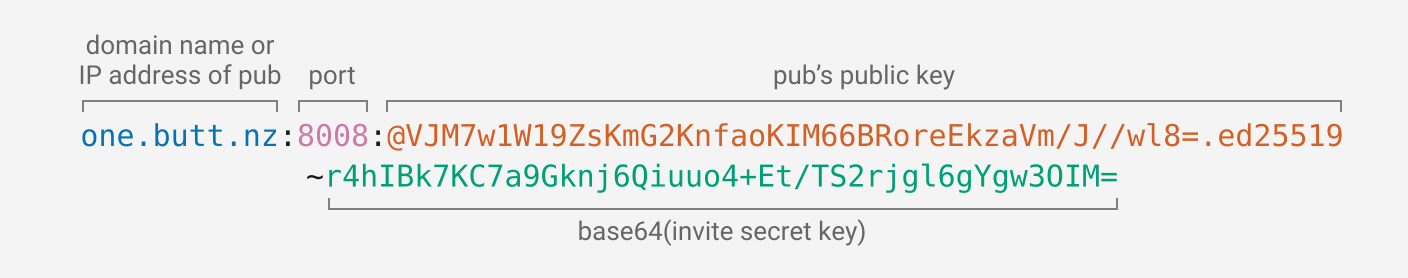 domain name or
IP address of pub
port
pub’s public key
one.butt.nz:8008:@VJM7w1W19ZsKmG2KnfaoKIM66BRoreEkzaVm/J//wl8=.ed25519
~r4hIBk7KC7a9Gknj6Qiuuo4+Et/TS2rjgl6gYgw3OIM=
base64(invite secret key)